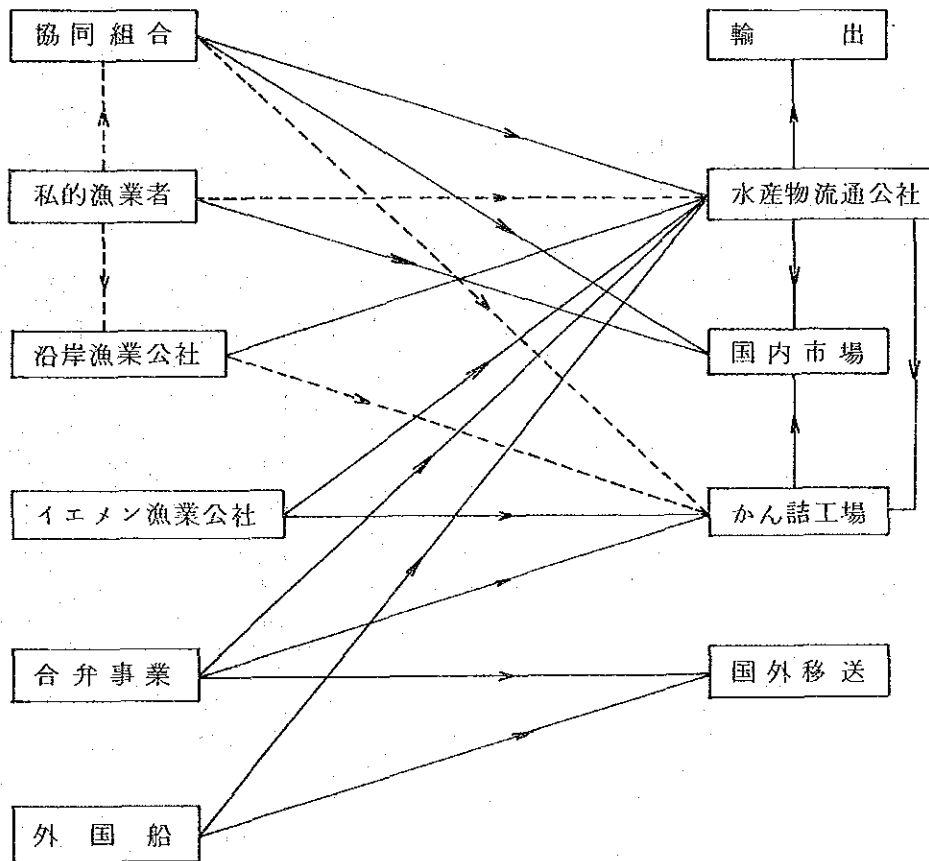 協同組合
輸出
私的漁業者
水産物流通公社
沿岸漁業公社
国内市場
イエメン漁業公社
かん詰工場
合弁事業
国外移送
外国船